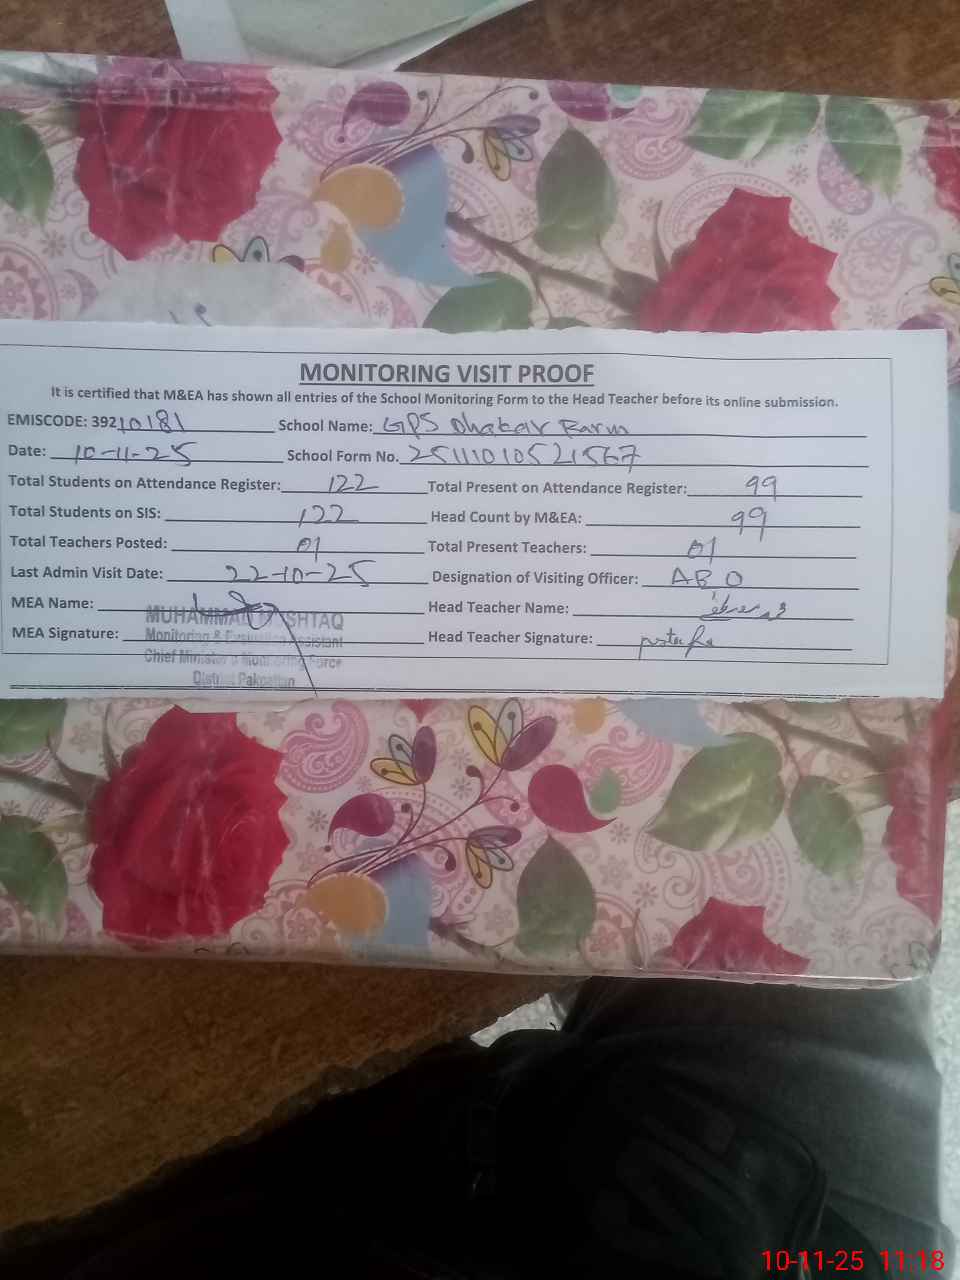 MONITORING VISIT PROOF
It is certified that M&EA has shown all entries of the School Monitoring Form to the Head Teacher before its online submission.
EMISCODE: 39210181 School Name: GPS Dhakar
Date: 10-11-25 School Form No. 25111010521567
Total Students on Attendance Register: 122 Total Present on Attendance Register: 99
Total Students on SIS: 122 Head Count by M&EA: 99
Total Teachers Posted: 01 Total Present Teachers: 01
Last Admin Visit Date: 22-10-25 Designation of Visiting Officer: AEO
MEA Name: Head Teacher Name:
MUHAMMAD MUSHTAQ
MEA Signature: Head Teacher Signature:
Monitoring & Evaluation Assistant
Chief Minister's Monitoring Force
District Pakpattan
10-11-25 11:18